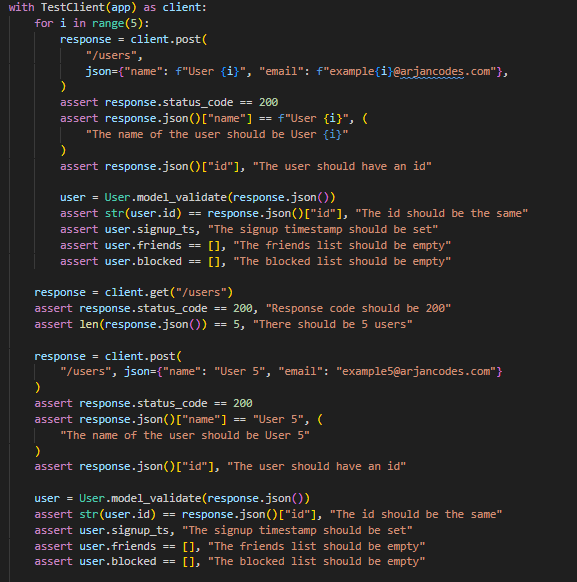 with TestClient(app) as client:
    for i in range(5):
        response = client.post(
            "/users",
            json={"name": f"User {i}", "email": f"example{i}@arjancodes.com"},
        )
        assert response.status_code == 200
        assert response.json()["name"] == f"User {i}", (
            "The name of the user should be User {i}"
        )
        assert response.json()["id"], "The user should have an id"

        user = User.model_validate(response.json())
        assert str(user.id) == response.json()["id"], "The id should be the same"
        assert user.signup_ts, "The signup timestamp should be set"
        assert user.friends == [], "The friends list should be empty"
        assert user.blocked == [], "The blocked list should be empty"

    response = client.get("/users")
    assert response.status_code == 200, "Response code should be 200"
    assert len(response.json()) == 5, "There should be 5 users"

    response = client.post(
        "/users", json={"name": "User 5", "email": "example5@arjancodes.com"}
    )
    assert response.status_code == 200
    assert response.json()["name"] == "User 5", (
        "The name of the user should be User 5"
    )
    assert response.json()["id"], "The user should have an id"

    user = User.model_validate(response.json())
    assert str(user.id) == response.json()["id"], "The id should be the same"
    assert user.signup_ts, "The signup timestamp should be set"
    assert user.friends == [], "The friends list should be empty"
    assert user.blocked == [], "The blocked list should be empty"